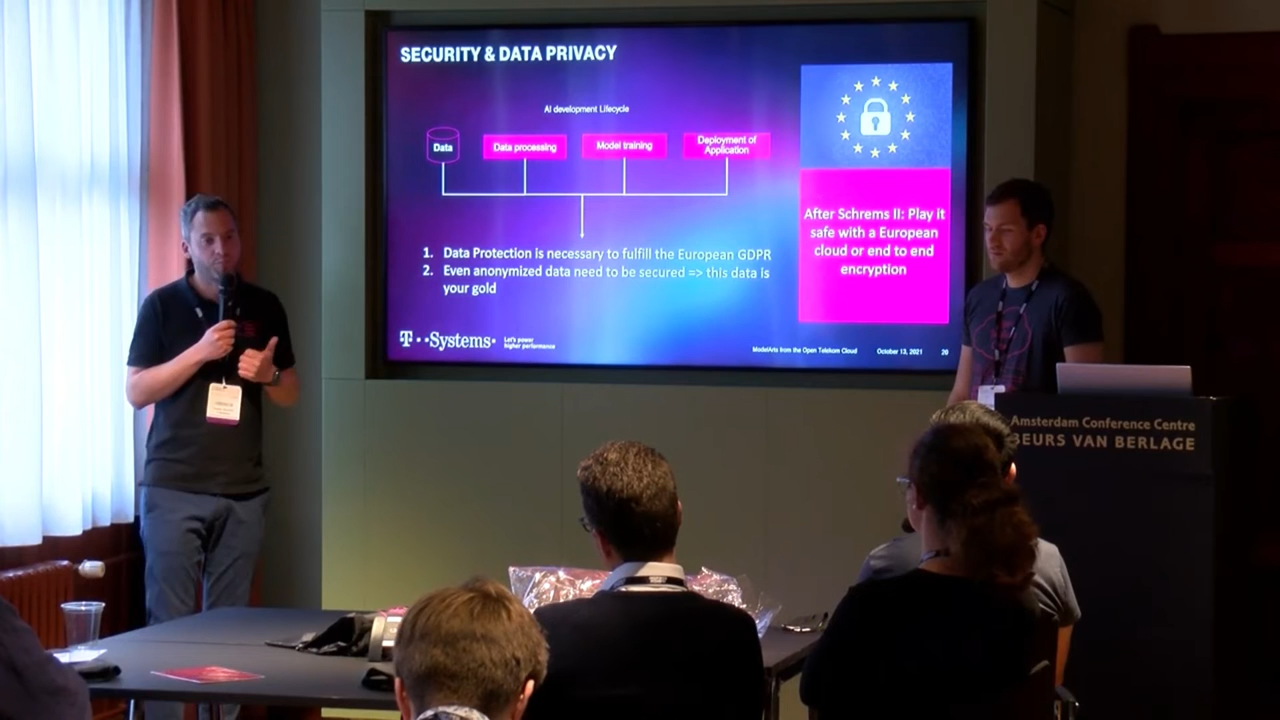 SECURITY & DATA PRIVACY
AI development Lifecycle
Data
Data processing
Model training
Deployment of
Application
1. Data Protection is necessary to fulfill the European GDPR
2. Even anonymized data need to be secured => this data is
your gold
After Schrems II: Play it
safe with a European
cloud or end to end
encryption
T··Systems·
Let's power
higher performance
ModelArts from the Open Telekom Cloud
October 13, 2021
20
Amsterdam Conference Centre
BEURS VAN BERLAGE